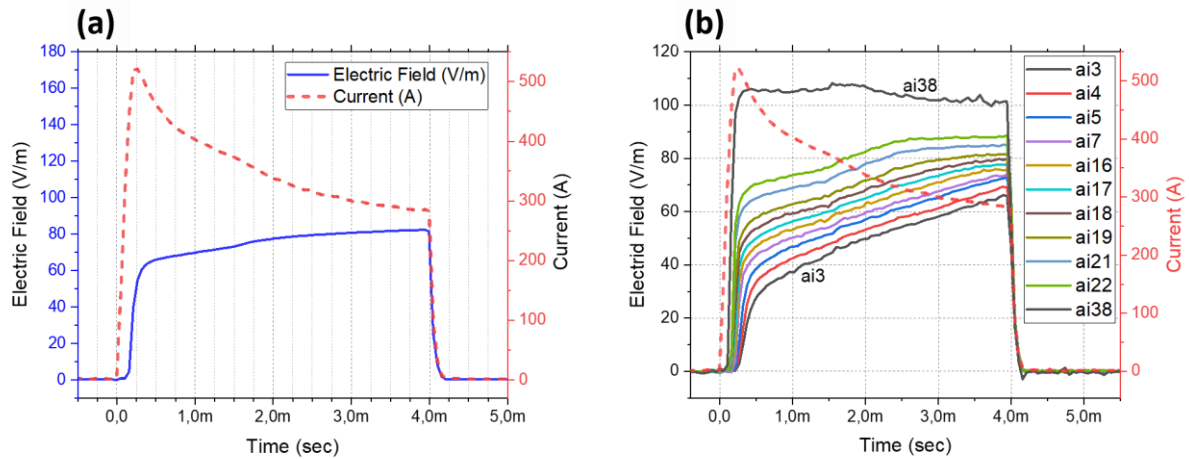 (a)
180
160
140
120
100
80
60
40
20
0
Electric Field (V/m)
Electric Field (V/m)
Current (A)
500
400
300
200
100
0
Current (A)
0,0 1,0m 2,0m 3,0m 4,0m 5,0m
Time (sec)
(b)
120
100
80
60
40
20
0
Electrid Field (V/m)
ai38
ai3
ai3
ai4
ai5
ai7
ai16
ai17
ai18
ai19
ai21
ai22
ai38
500
400
300
200
100
0
Current (A)
0,0 1,0m 2,0m 3,0m 4,0m 5,0m
Time (sec)